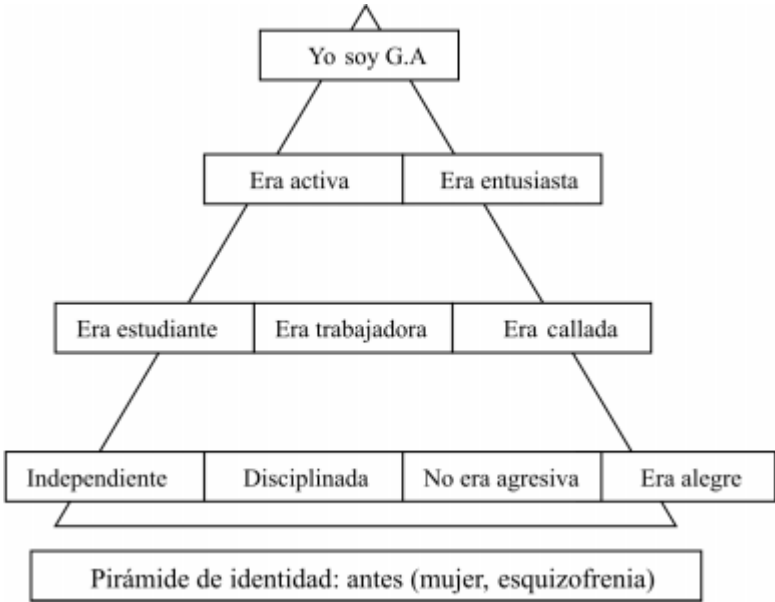 Yo soy G.A
Era activa Era entusiasta
Era estudiante Era trabajadora Era callada
Independiente Disciplinada No era agresiva Era alegre
Pirámide de identidad: antes (mujer, esquizofrenia)